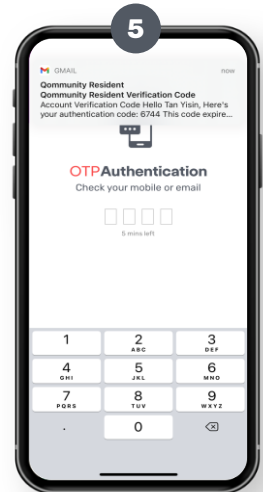 5
GMAIL now
Qommunity Resident
Qommunity Resident Verification Code
Account Verification Code Hello Tan Yisin, Here's
your authentication code: 6744 This code expire...
OTPAuthentication
Check your mobile or email
5 mins left
1 2 3
ABC DEF
4 5 6
GHI JKL MNO
7 8 9
PQRS TUV WXYZ
. 0